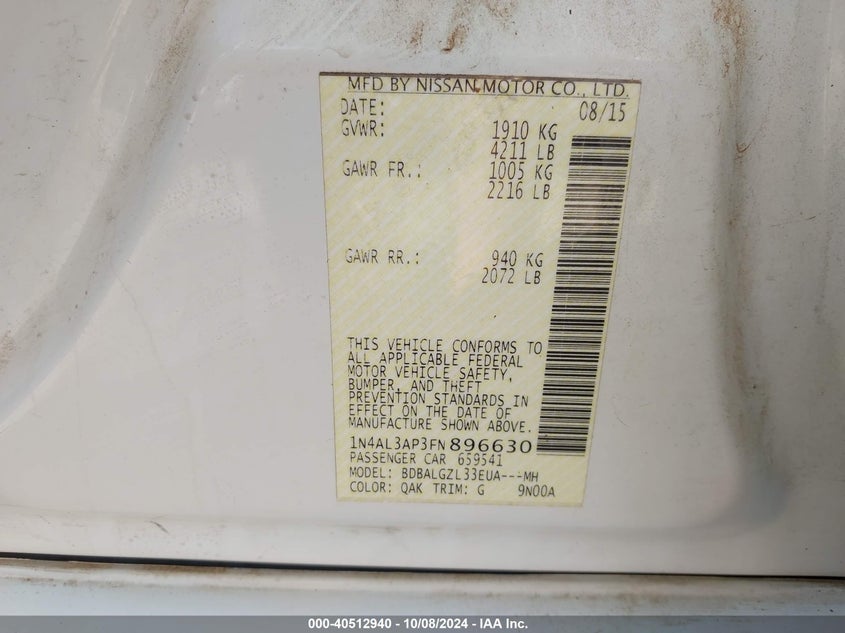 MFD BY NISSAN MOTOR CO., LTD.
DATE: 08/15
GVWR: 1910 KG
4211 LB
GAWR FR.: 1005 KG
2216 LB
GAWR RR.: 940 KG
2072 LB
THIS VEHICLE CONFORMS TO
ALL APPLICABLE FEDERAL
MOTOR VEHICLE SAFETY,
BUMPER, AND THEFT
PREVENTION STANDARDS IN
EFFECT ON THE DATE OF
MANUFACTURE SHOWN ABOVE.
1N4AL3AP3FN896630
PASSENGER CAR 659541
MODEL: BDBALGZL33EUA---MH
COLOR: QAK TRIM: G 9N00A
000-40512940 - 10/08/2024 - IAA Inc.